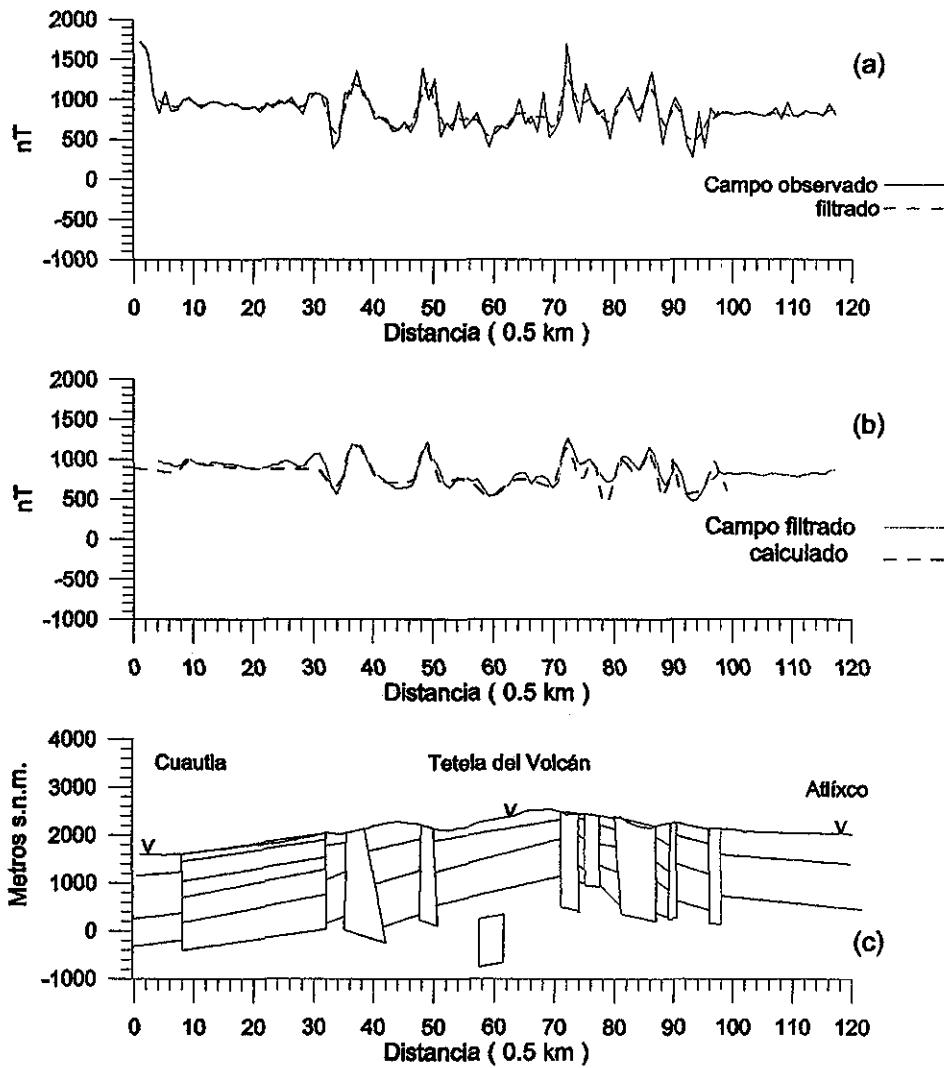 2000
1500
1000
500
0
-500
-1000
nT
(a)
Campo observado
filtrado
0 10 20 30 40 50 60 70 80 90 100 110 120
Distancia ( 0.5 km )
2000
1500
1000
500
0
-500
-1000
nT
(b)
Campo filtrado
calculado
0 10 20 30 40 50 60 70 80 90 100 110 120
Distancia ( 0.5 km )
4000
3000
2000
1000
0
-1000
Metros s.n.m.
Cuautla
Tetela del Volcán
Atlixco
V
V
V
(c)
0 10 20 30 40 50 60 70 80 90 100 110 120
Distancia ( 0.5 km )